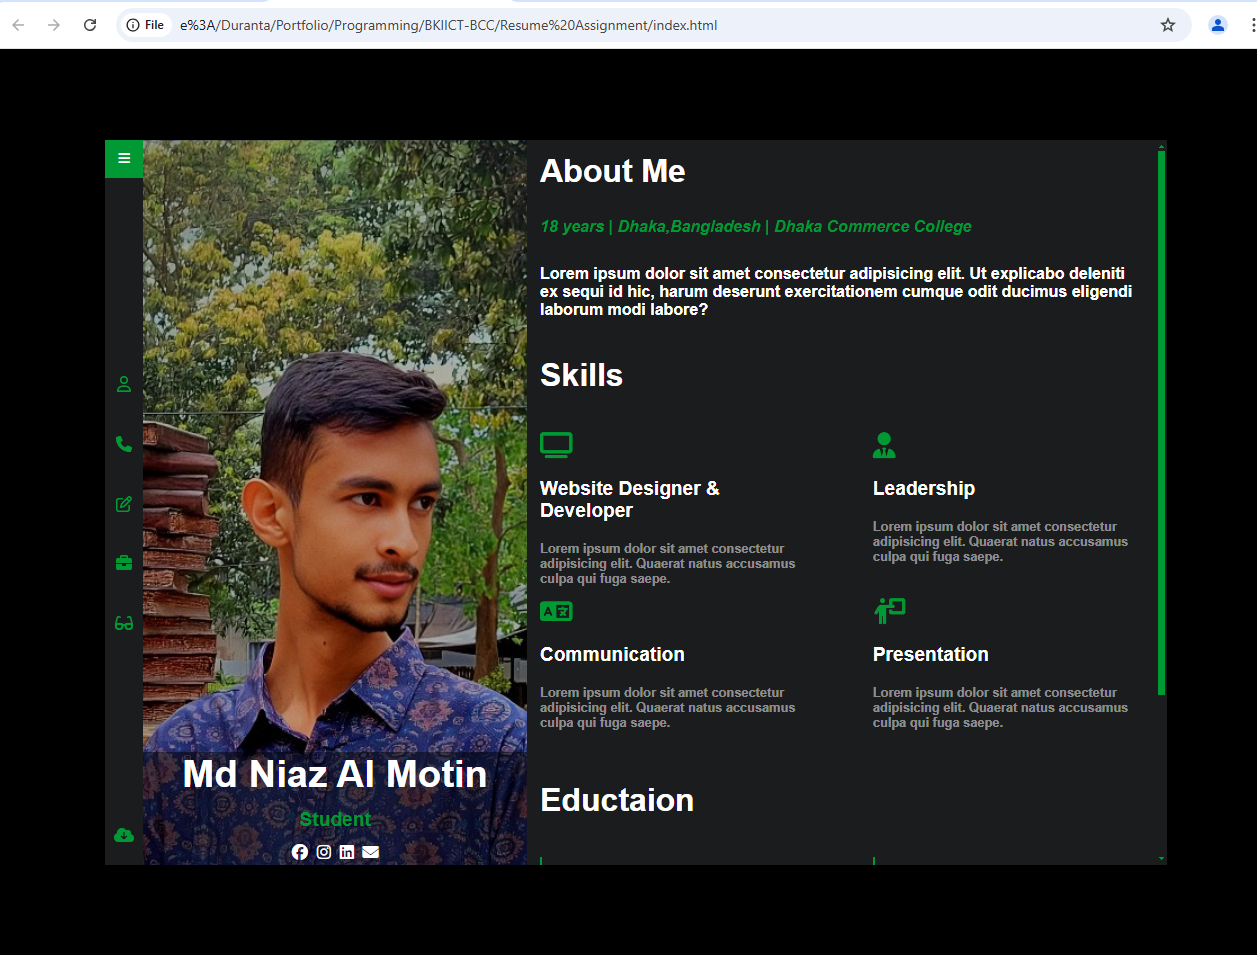 File e%3A/Duranta/Portfolio/Programming/BKIICT-BCC/Resume%20Assignment/index.html
About Me
18 years | Dhaka,Bangladesh | Dhaka Commerce College
Lorem ipsum dolor sit amet consectetur adipisicing elit. Ut explicabo deleniti
ex sequi id hic, harum deserunt exercitationem cumque odit ducimus eligendi
laborum modi labore?
Skills
Website Designer &
Developer
Lorem ipsum dolor sit amet consectetur
adipisicing elit. Quaerat natus accusamus
culpa qui fuga saepe.
Leadership
Lorem ipsum dolor sit amet consectetur
adipisicing elit. Quaerat natus accusamus
culpa qui fuga saepe.
Communication
Lorem ipsum dolor sit amet consectetur
adipisicing elit. Quaerat natus accusamus
culpa qui fuga saepe.
Presentation
Lorem ipsum dolor sit amet consectetur
adipisicing elit. Quaerat natus accusamus
culpa qui fuga saepe.
Eductaion
Md Niaz Al Motin
Student